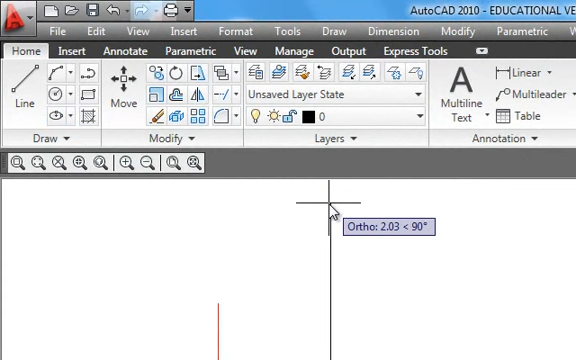 AutoCAD 2010 - EDUCATIONAL VE
File Edit View Insert Format Tools Draw Dimension Modify Parametric
Home Insert Annotate Parametric View Manage Output Express Tools
Line
Move
Unsaved Layer State
0
A
Multiline
Text
Linear
Multileader
Table
Draw Modify Layers Annotation
Ortho: 2.03 < 90°